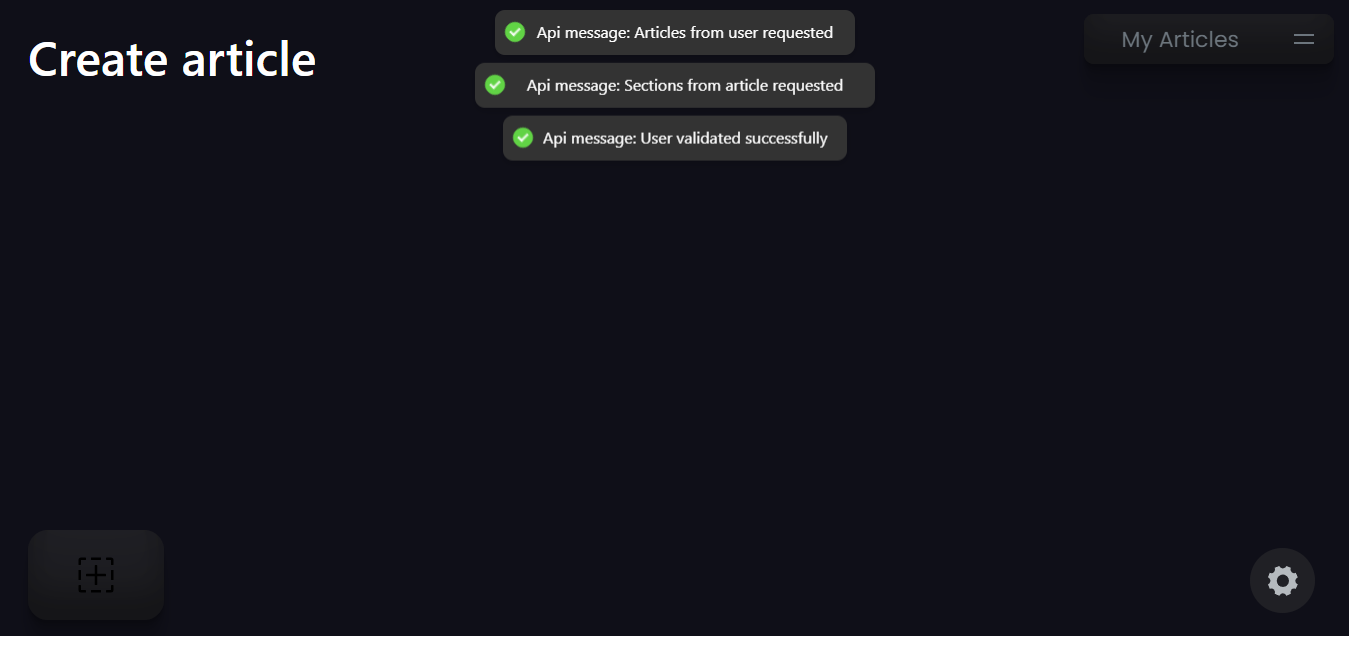 Create article
Api message: Articles from user requested
Api message: Sections from article requested
Api message: User validated successfully
My Articles